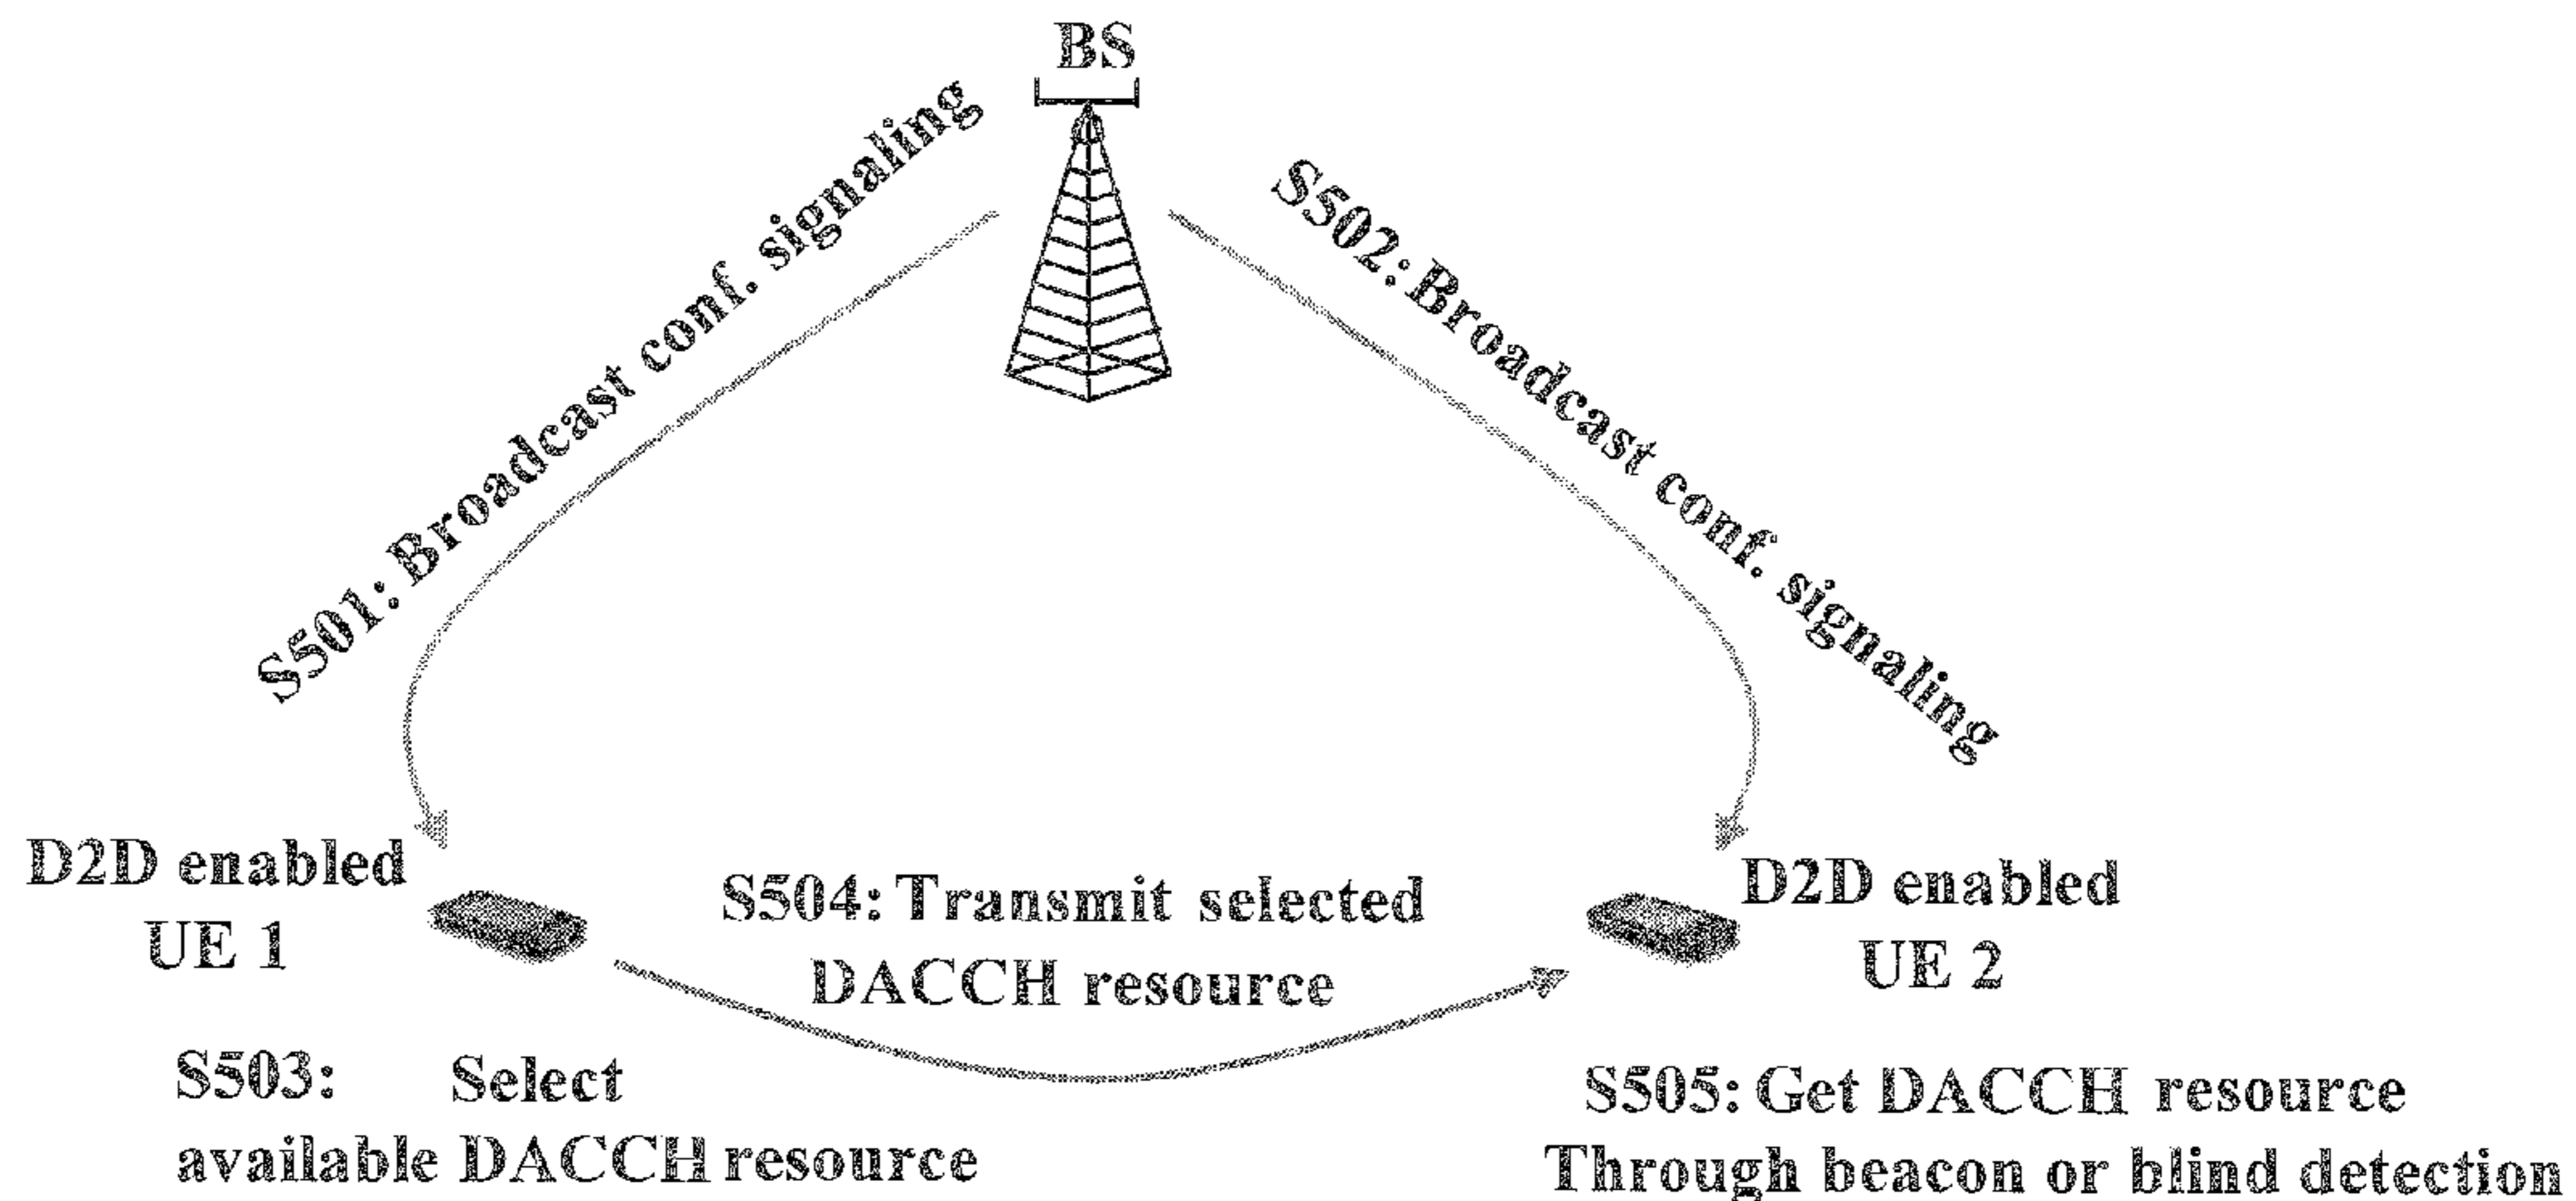 BS
S501: Broadcast conf. signaling
S502: Broadcast conf. signaling
D2D enabled
UE 1
S504: Transmit selected
DACCH resource
D2D enabled
UE 2
S503: Select
available DACCH resource
S505: Get DACCH resource
Through beacon or blind detection